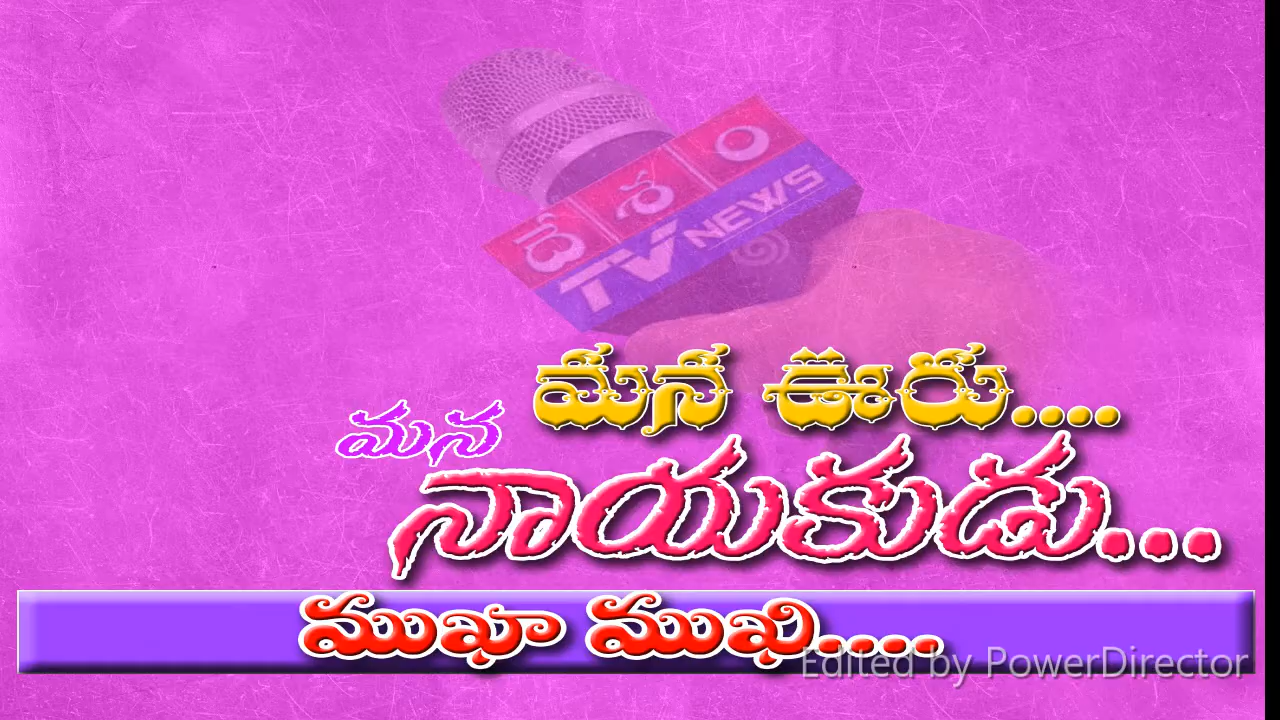 దేశం
TV NEWS
మన ఊరు....
మన
నాయకుడు...
ముఖా ముఖి.....
Edited by PowerDirector